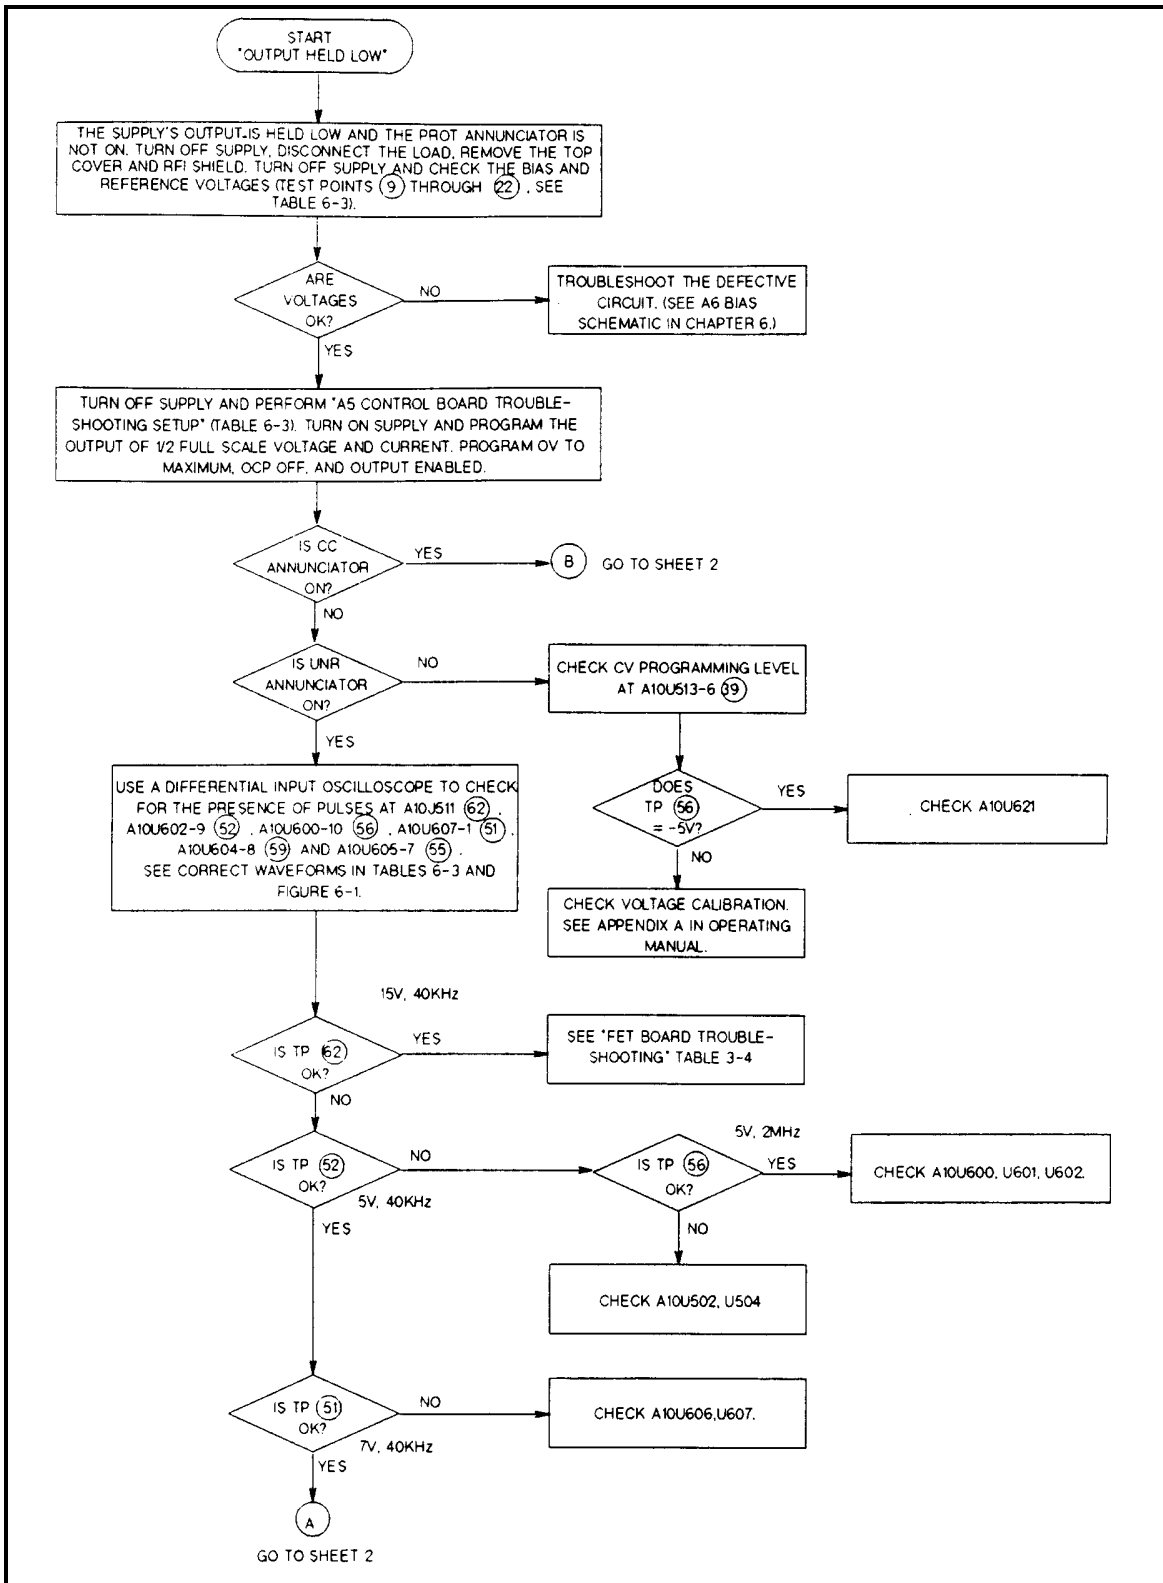 START
"OUTPUT HELD LOW"
THE SUPPLY'S OUTPUT IS HELD LOW AND THE PROT ANNUNCIATOR IS
NOT ON. TURN OFF SUPPLY, DISCONNECT THE LOAD, REMOVE THE TOP
COVER AND RFI SHIELD. TURN OFF SUPPLY AND CHECK THE BIAS AND
REFERENCE VOLTAGES (TEST POINTS 9 THROUGH 22, SEE
TABLE 6-3).
ARE
VOLTAGES
OK?
NO
TROUBLESHOOT THE DEFECTIVE
CIRCUIT. (SEE A6 BIAS
SCHEMATIC IN CHAPTER 6.)
YES
TURN OFF SUPPLY AND PERFORM "A5 CONTROL BOARD TROUBLE-
SHOOTING SETUP" (TABLE 6-3). TURN ON SUPPLY AND PROGRAM THE
OUTPUT OF 1/2 FULL SCALE VOLTAGE AND CURRENT. PROGRAM OV TO
MAXIMUM, OCP OFF, AND OUTPUT ENABLED.
IS CC
ANNUNCIATOR
ON?
YES
B
GO TO SHEET 2
NO
IS UNR
ANNUNCIATOR
ON?
NO
CHECK CV PROGRAMMING LEVEL
AT A10U513-6 39
YES
USE A DIFFERENTIAL INPUT OSCILLOSCOPE TO CHECK
FOR THE PRESENCE OF PULSES AT A10J511 62,
A10U602-9 52, A10U600-10 56, A10U607-1 51,
A10U604-8 59 AND A10U605-7 55.
SEE CORRECT WAVEFORMS IN TABLES 6-3 AND
FIGURE 6-1.
DOES
TP 56
= -5V?
YES
CHECK A10U621
NO
CHECK VOLTAGE CALIBRATION.
SEE APPENDIX A IN OPERATING
MANUAL.
15V, 40KHz
IS TP 62
OK?
YES
SEE "FET BOARD TROUBLE-
SHOOTING" TABLE 3-4
NO
IS TP 52
OK?
5V, 40KHz
NO
IS TP 56
OK?
5V, 2MHz
YES
CHECK A10U600, U601, U602.
YES
NO
CHECK A10U502, U504
IS TP 51
OK?
7V, 40KHz
NO
CHECK A10U606,U607.
YES
A
GO TO SHEET 2